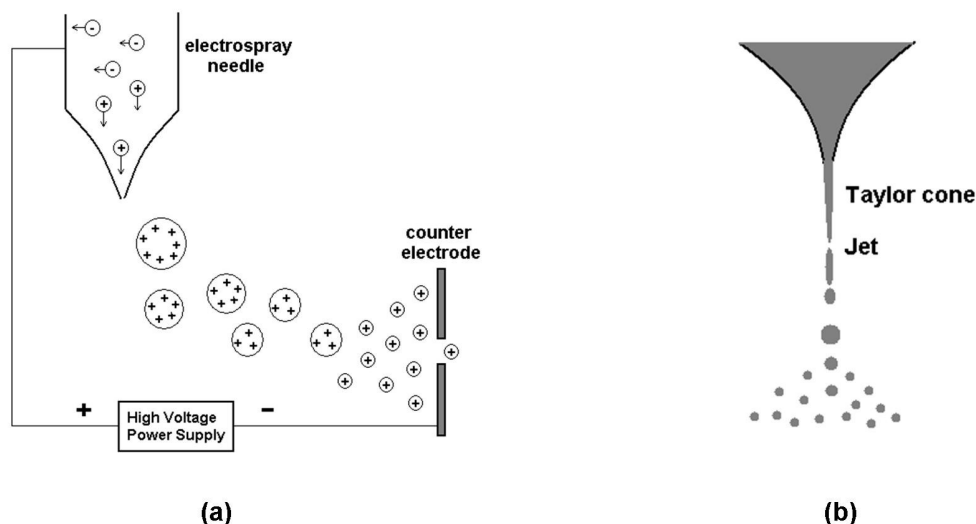 electrospray
needle
Taylor cone
counter
electrode
Jet
+
−
High Voltage
Power Supply
(a)
(b)